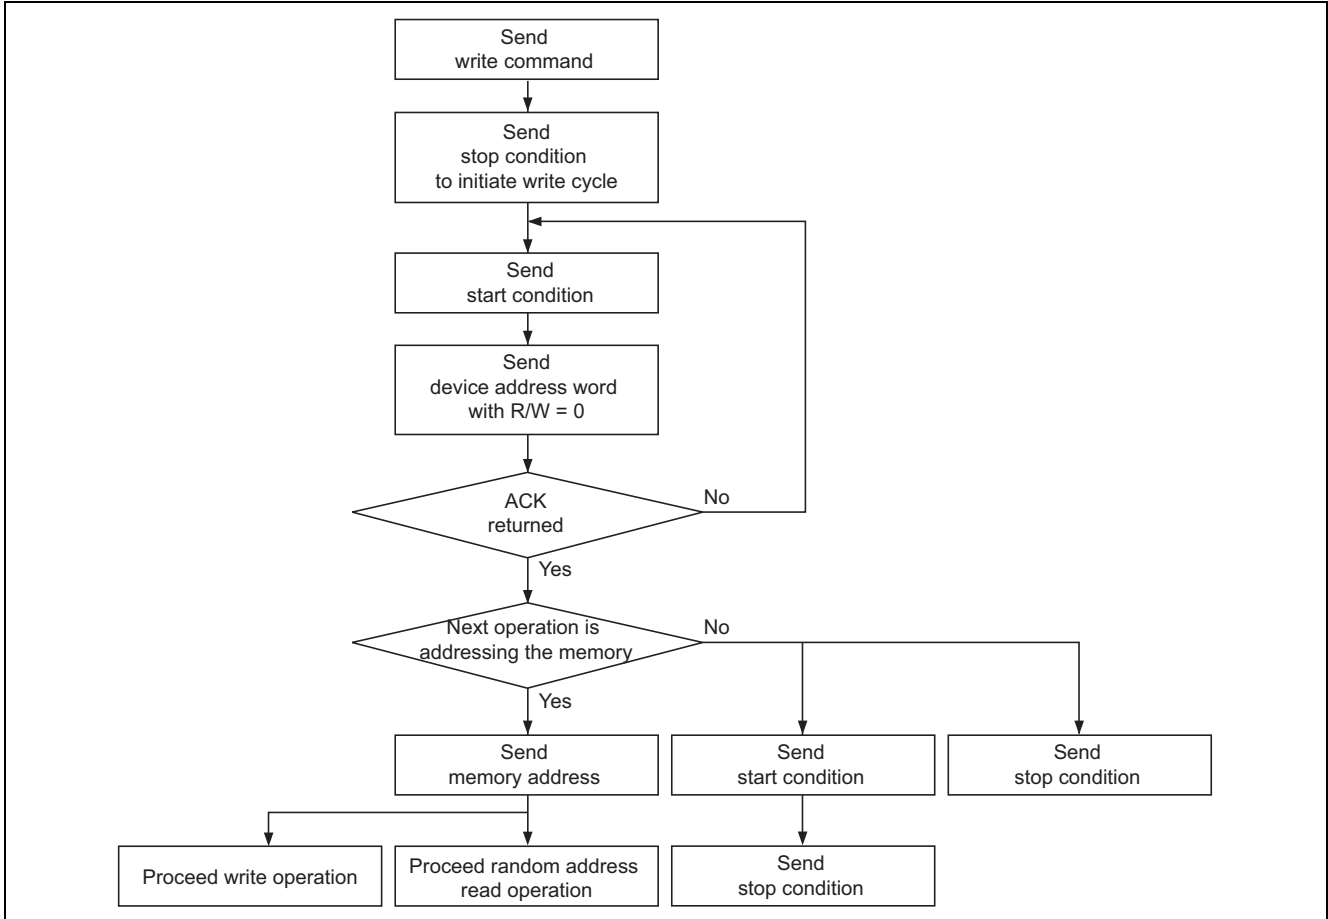 Send
write command
Send
stop condition
to initiate write cycle
Send
start condition
Send
device address word
with R/W = 0
ACK
returned
No
Yes
Next operation is
addressing the memory
No
Yes
Send
memory address
Send
start condition
Send
stop condition
Proceed write operation
Proceed random address
read operation
Send
stop condition